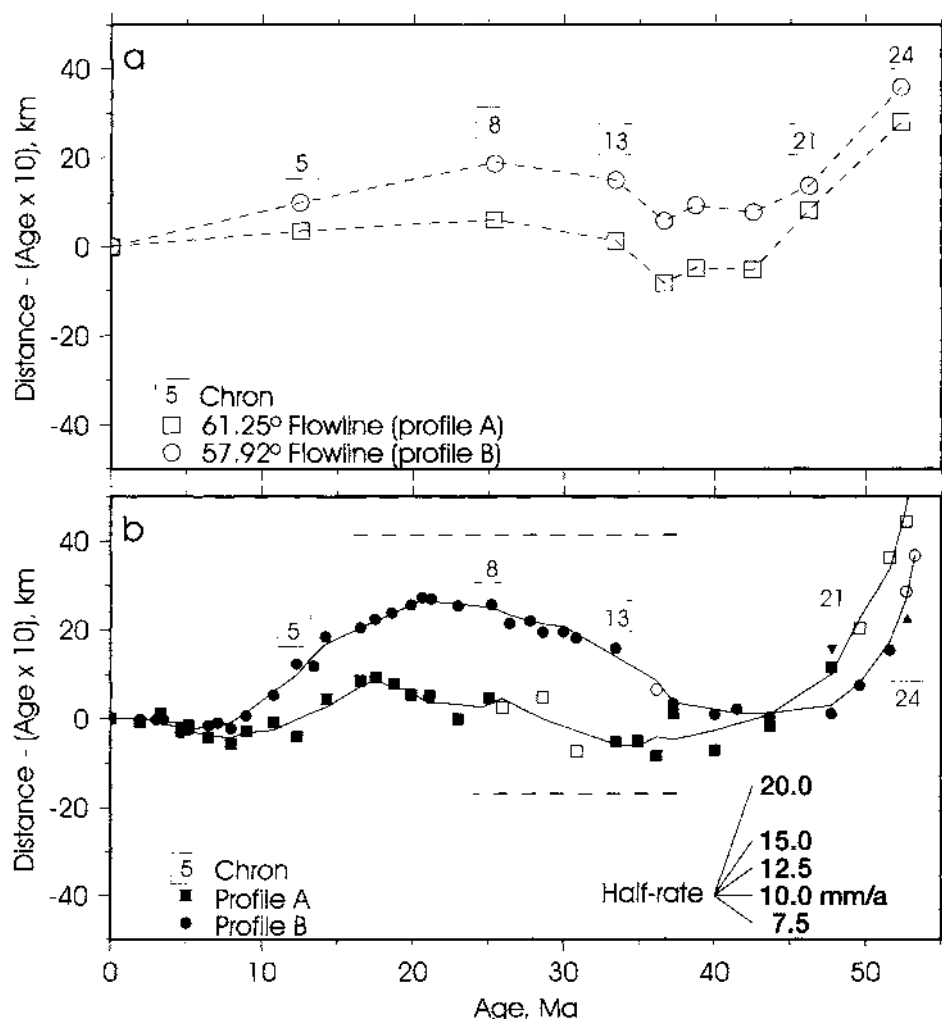 a
Distance - (Age x 10), km
40
20
0
-20
-40
5
8
13
21
24
5 Chron
61.25º Flowline (profile A)
57.92º Flowline (profile B)
b
Distance - (Age x 10), km
40
20
0
-20
-40
5
8
13
21
24
20.0
15.0
12.5
Half-rate 10.0 mm/a
7.5
5 Chron
Profile A
Profile B
0 10 20 30 40 50
Age, Ma